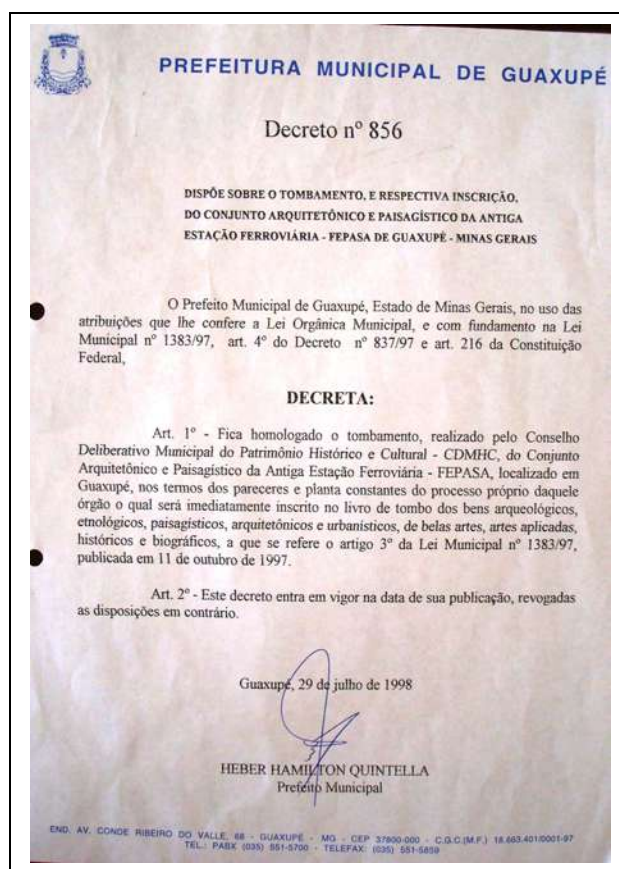 PREFEITURA MUNICIPAL DE GUAXUPÉ
Decreto nº 856
DISPÕE SOBRE O TOMBAMENTO, E RESPECTIVA INSCRIÇÃO,
DO CONJUNTO ARQUITETÔNICO E PAISAGÍSTICO DA ANTIGA
ESTAÇÃO FERROVIÁRIA - FEPASA DE GUAXUPÉ - MINAS GERAIS
O Prefeito Municipal de Guaxupé, Estado de Minas Gerais, no uso das
atribuições que lhe confere a Lei Orgânica Municipal, e com fundamento na Lei
Municipal nº 1383/97, art. 4º do Decreto nº 837/97 e art. 216 da Constituição
Federal,
DECRETA:
Art. 1º - Fica homologado o tombamento, realizado pelo Conselho
Deliberativo Municipal do Patrimônio Histórico e Cultural - CDMHC, do Conjunto
Arquitetônico e Paisagístico da Antiga Estação Ferroviária - FEPASA, localizado em
Guaxupé, nos termos dos pareceres e planta constantes do processo próprio daquele
órgão o qual será imediatamente inscrito no livro de tombo dos bens arqueológicos,
etnológicos, paisagísticos, arquitetônicos e urbanísticos, de belas artes, artes aplicadas,
históricos e biográficos, a que se refere o artigo 3º da Lei Municipal nº 1383/97,
publicada em 11 de outubro de 1997.
Art. 2º - Este decreto entra em vigor na data de sua publicação, revogadas
as disposições em contrário.
Guaxupé, 29 de julho de 1998
HEBER HAMILTON QUINTELLA
Prefeito Municipal
END. AV. CONDE RIBEIRO DO VALLE, 68 - GUAXUPÉ - MG - CEP 37800-000 - C.G.C.(M.F.) 18.663.401/0001-97
TEL.: PABX (035) 551-5700 - TELEFAX: (035) 551-5859